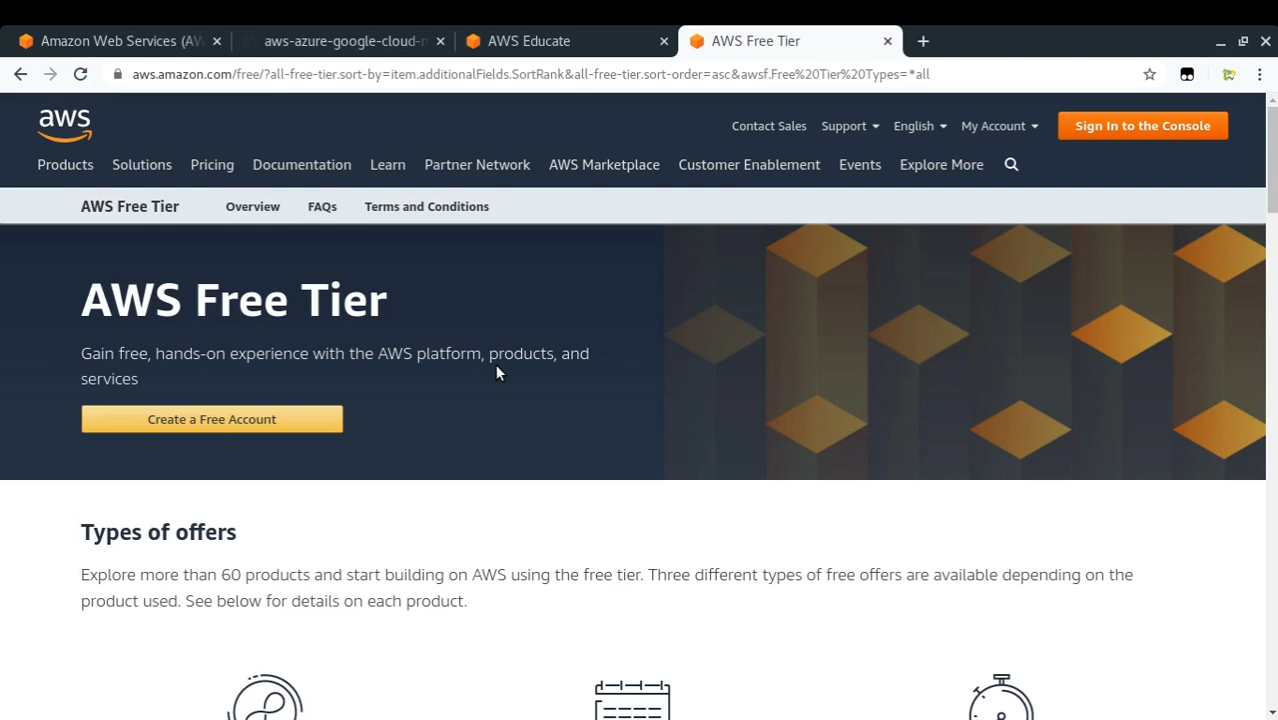 Amazon Web Services (AW
aws-azure-google-cloud-n
AWS Educate
AWS Free Tier
aws.amazon.com/free/?all-free-tier.sort-by=item.additionalFields.SortRank&all-free-tier.sort-order=asc&awsf.Free%20Tier%20Types=*all
aws
Contact Sales Support English My Account Sign In to the Console
Products Solutions Pricing Documentation Learn Partner Network AWS Marketplace Customer Enablement Events Explore More
AWS Free Tier Overview FAQs Terms and Conditions
AWS Free Tier
Gain free, hands-on experience with the AWS platform, products, and
services
Create a Free Account
Types of offers
Explore more than 60 products and start building on AWS using the free tier. Three different types of free offers are available depending on the
product used. See below for details on each product.